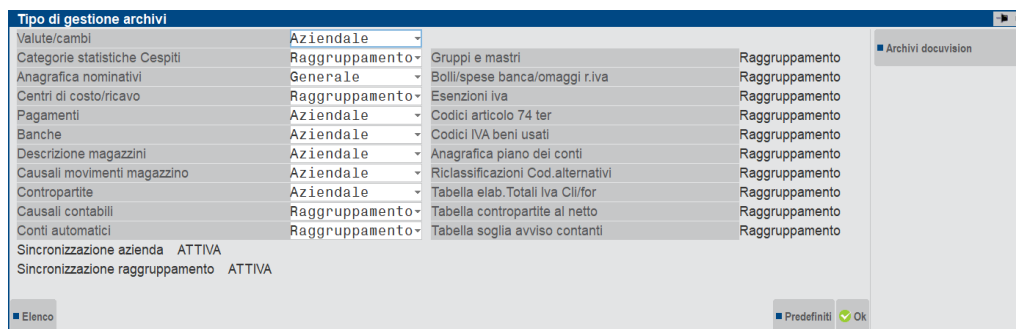 Tipo di gestione archivi
Valute/cambi Aziendale
Categorie statistiche Cespiti Raggruppamento Gruppi e mastri Raggruppamento
Anagrafica nominativi Generale Bolli/spese banca/omaggi r.iva Raggruppamento
Centri di costo/ricavo Raggruppamento Esenzioni iva Raggruppamento
Pagamenti Aziendale Codici articolo 74 ter Raggruppamento
Banche Aziendale Codici IVA beni usati Raggruppamento
Descrizione magazzini Aziendale Anagrafica piano dei conti Raggruppamento
Causali movimenti magazzino Aziendale Riclassificazioni Cod.alternativi Raggruppamento
Contropartite Aziendale Tabella elab.Totali Iva Cli/for Raggruppamento
Causali contabili Raggruppamento Tabella contropartite al netto Raggruppamento
Conti automatici Raggruppamento Tabella soglia avviso contanti Raggruppamento
Sincronizzazione azienda ATTIVA
Sincronizzazione raggruppamento ATTIVA
Archivi docuvision
Elenco Predefiniti Ok